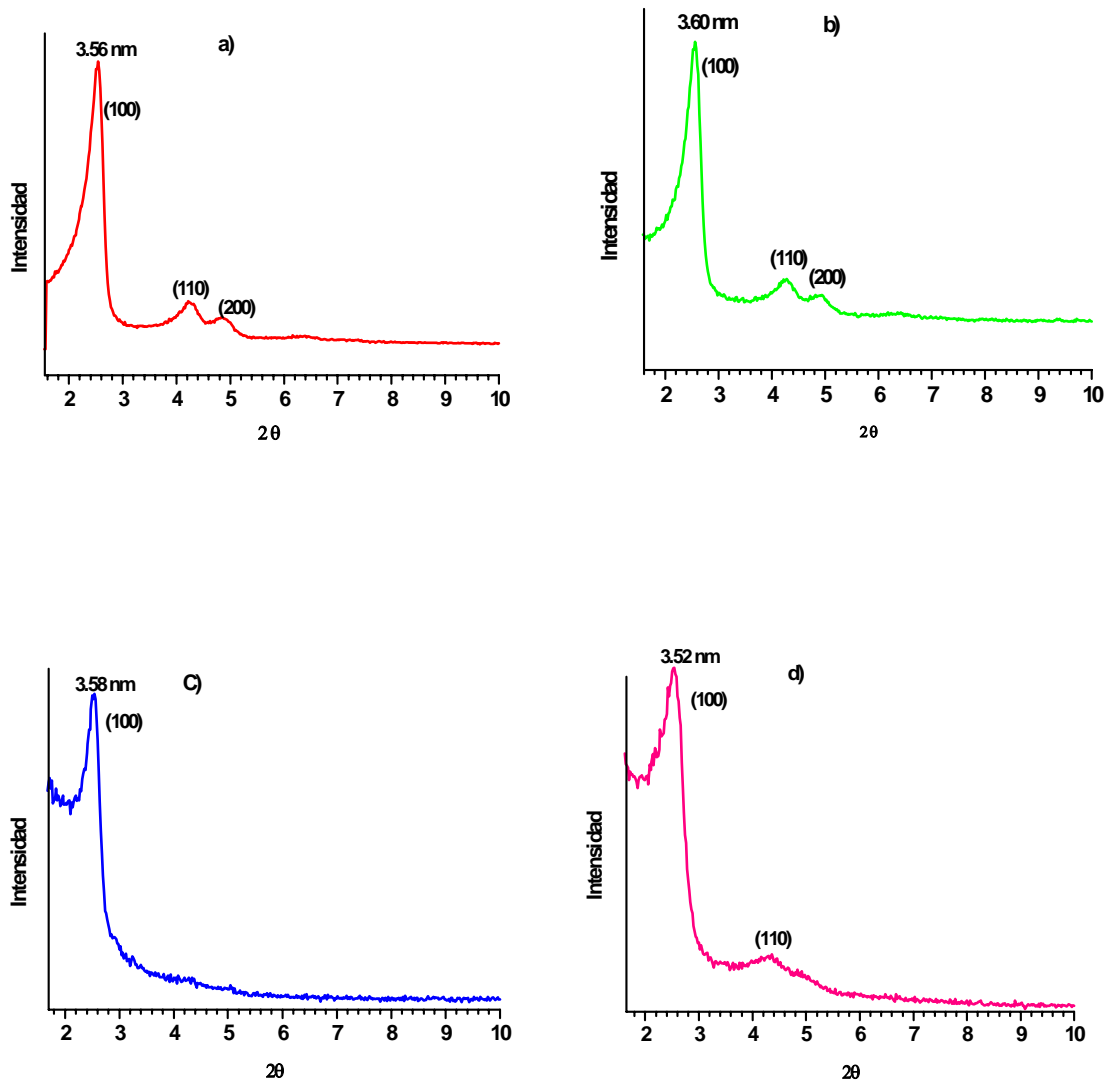 3.56 nm
a)
(100)
(110)
(200)
Intensidad
2 3 4 5 6 7 8 9 10
2θ
3.60 nm
b)
(100)
(110)
(200)
Intensidad
2 3 4 5 6 7 8 9 10
2θ
3.58 nm
C)
(100)
Intensidad
2 3 4 5 6 7 8 9 10
2θ
3.52 nm
d)
(100)
(110)
Intensidad
2 3 4 5 6 7 8 9 10
2θ